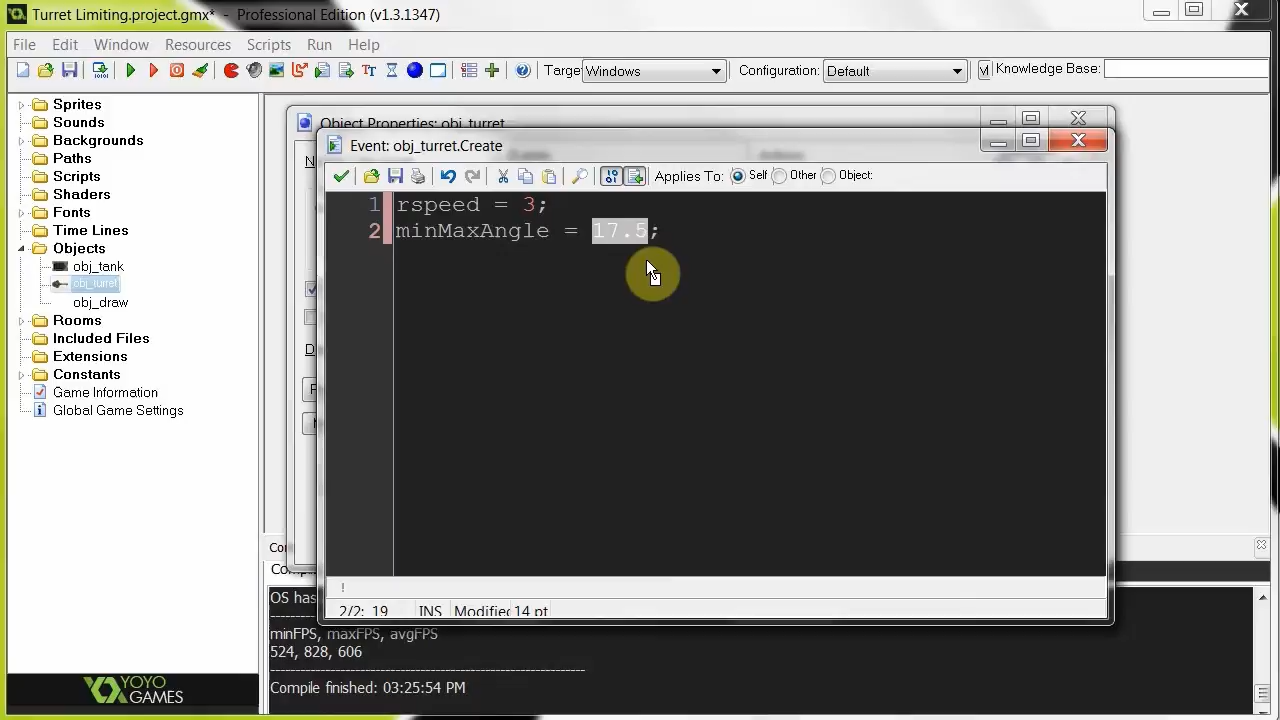 Turret Limiting.project.gmx* - Professional Edition (v1.3.1347)
File Edit Window Resources Scripts Run Help
Target Windows Configuration: Default Knowledge Base:
Sprites
Sounds
Backgrounds
Paths
Scripts
Shaders
Fonts
Time Lines
Objects
obj_tank
obj_turret
obj_draw
Rooms
Included Files
Extensions
Constants
Game Information
Global Game Settings
YOYO
GAMES
Object Properties: obj_turret
Event: obj_turret.Create
Applies To: Self Other Object:
1 rspeed = 3;
2 minMaxAngle = 17.5;
!
2/2: 19 INS Modified 14 pt
OS has
minFPS, maxFPS, avgFPS
524, 828, 606
Compile finished: 03:25:54 PM